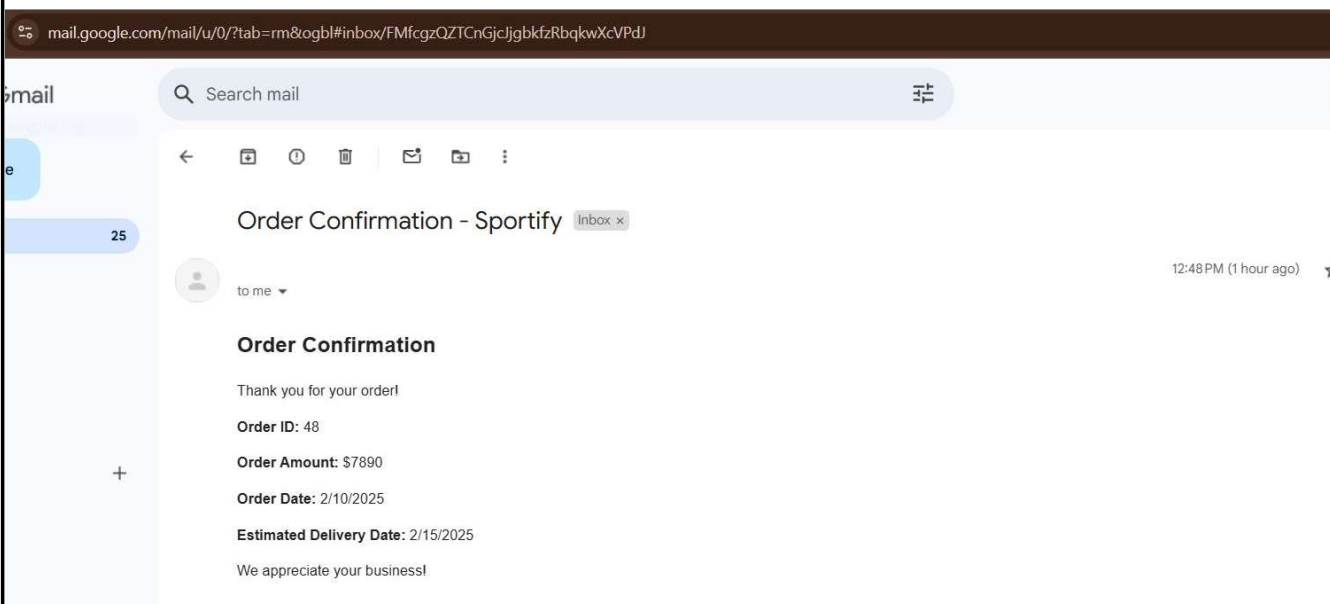 mail.google.com/mail/u/0/?tab=rm&ogbl#inbox/FMfcgzQZTCnGjcJjgbkfzRbqkwXcVPdJ
Gmail
Search mail
e
25
Order Confirmation - Sportify Inbox ×
12:48 PM (1 hour ago)
to me
Order Confirmation
Thank you for your order!
Order ID: 48
Order Amount: $7890
Order Date: 2/10/2025
Estimated Delivery Date: 2/15/2025
We appreciate your business!